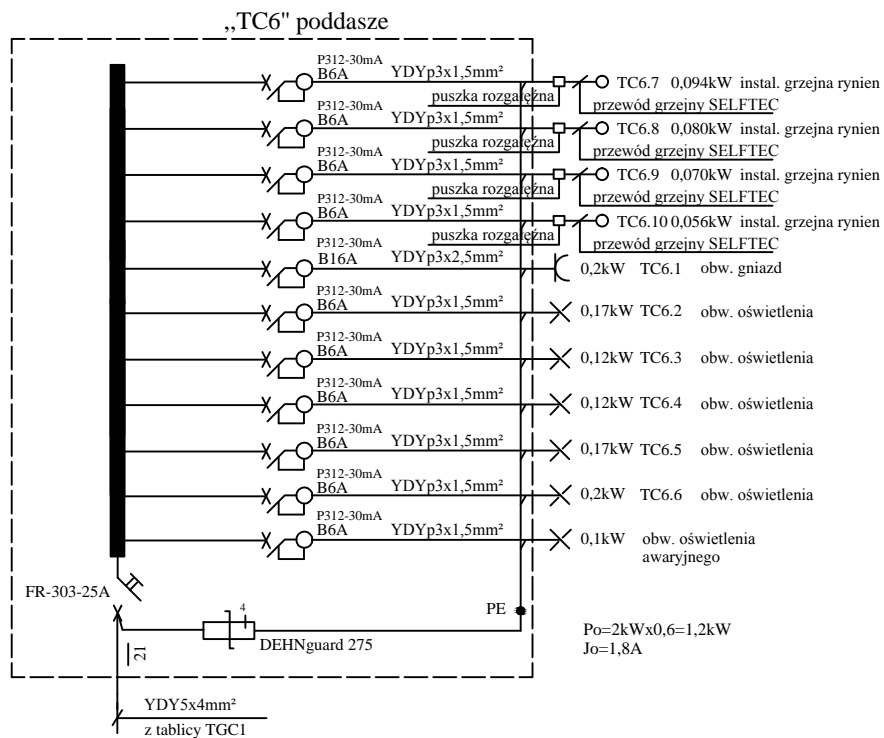 ,,TC6" poddasze
P312-30mA
B6A YDYp3x1,5mm²
puszka rozgałęźna
TC6.7 0,094kW instal. grzejna rynien
przewód grzejny SELFTEC
P312-30mA
B6A YDYp3x1,5mm²
puszka rozgałęźna
TC6.8 0,080kW instal. grzejna rynien
przewód grzejny SELFTEC
P312-30mA
B6A YDYp3x1,5mm²
puszka rozgałęźna
TC6.9 0,070kW instal. grzejna rynien
przewód grzejny SELFTEC
P312-30mA
B6A YDYp3x1,5mm²
puszka rozgałęźna
TC6.10 0,056kW instal. grzejna rynien
przewód grzejny SELFTEC
P312-30mA
B16A YDYp3x2,5mm²
0,2kW TC6.1 obw. gniazd
P312-30mA
B6A YDYp3x1,5mm²
0,17kW TC6.2 obw. oświetlenia
P312-30mA
B6A YDYp3x1,5mm²
0,12kW TC6.3 obw. oświetlenia
P312-30mA
B6A YDYp3x1,5mm²
0,12kW TC6.4 obw. oświetlenia
P312-30mA
B6A YDYp3x1,5mm²
0,17kW TC6.5 obw. oświetlenia
P312-30mA
B6A YDYp3x1,5mm²
0,2kW TC6.6 obw. oświetlenia
P312-30mA
B6A YDYp3x1,5mm²
0,1kW obw. oświetlenia
awaryjnego
FR-303-25A
4
PE
DEHNguard 275
21
Po=2kWx0,6=1,2kW
Jo=1,8A
YDY5x4mm²
z tablicy TGC1